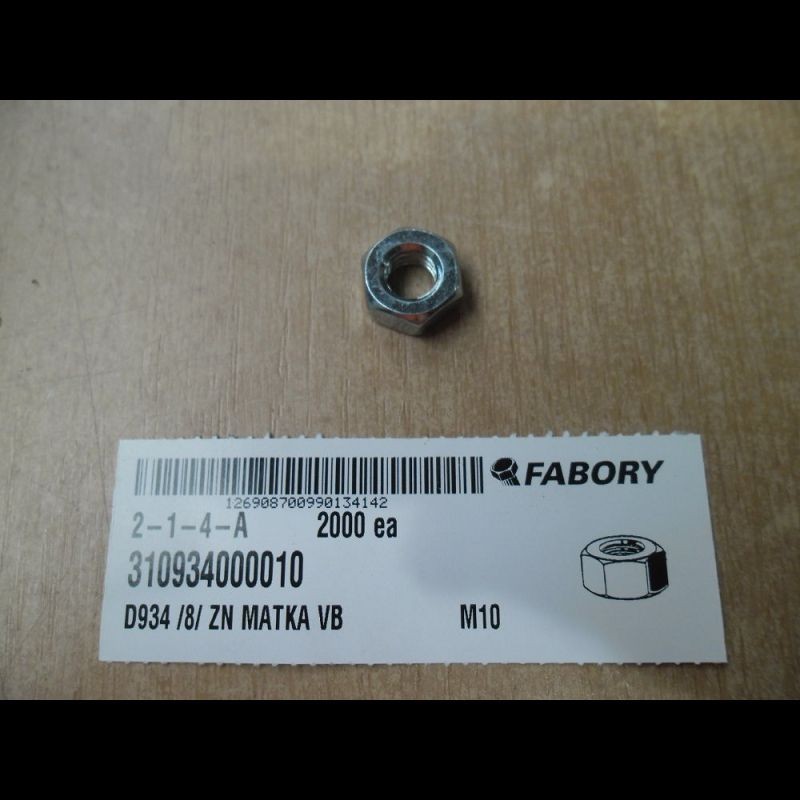 FABORY
126908700990134142
2-1-4-A 2000 ea
310934000010
D934 /8/ ZN MATKA VB M10